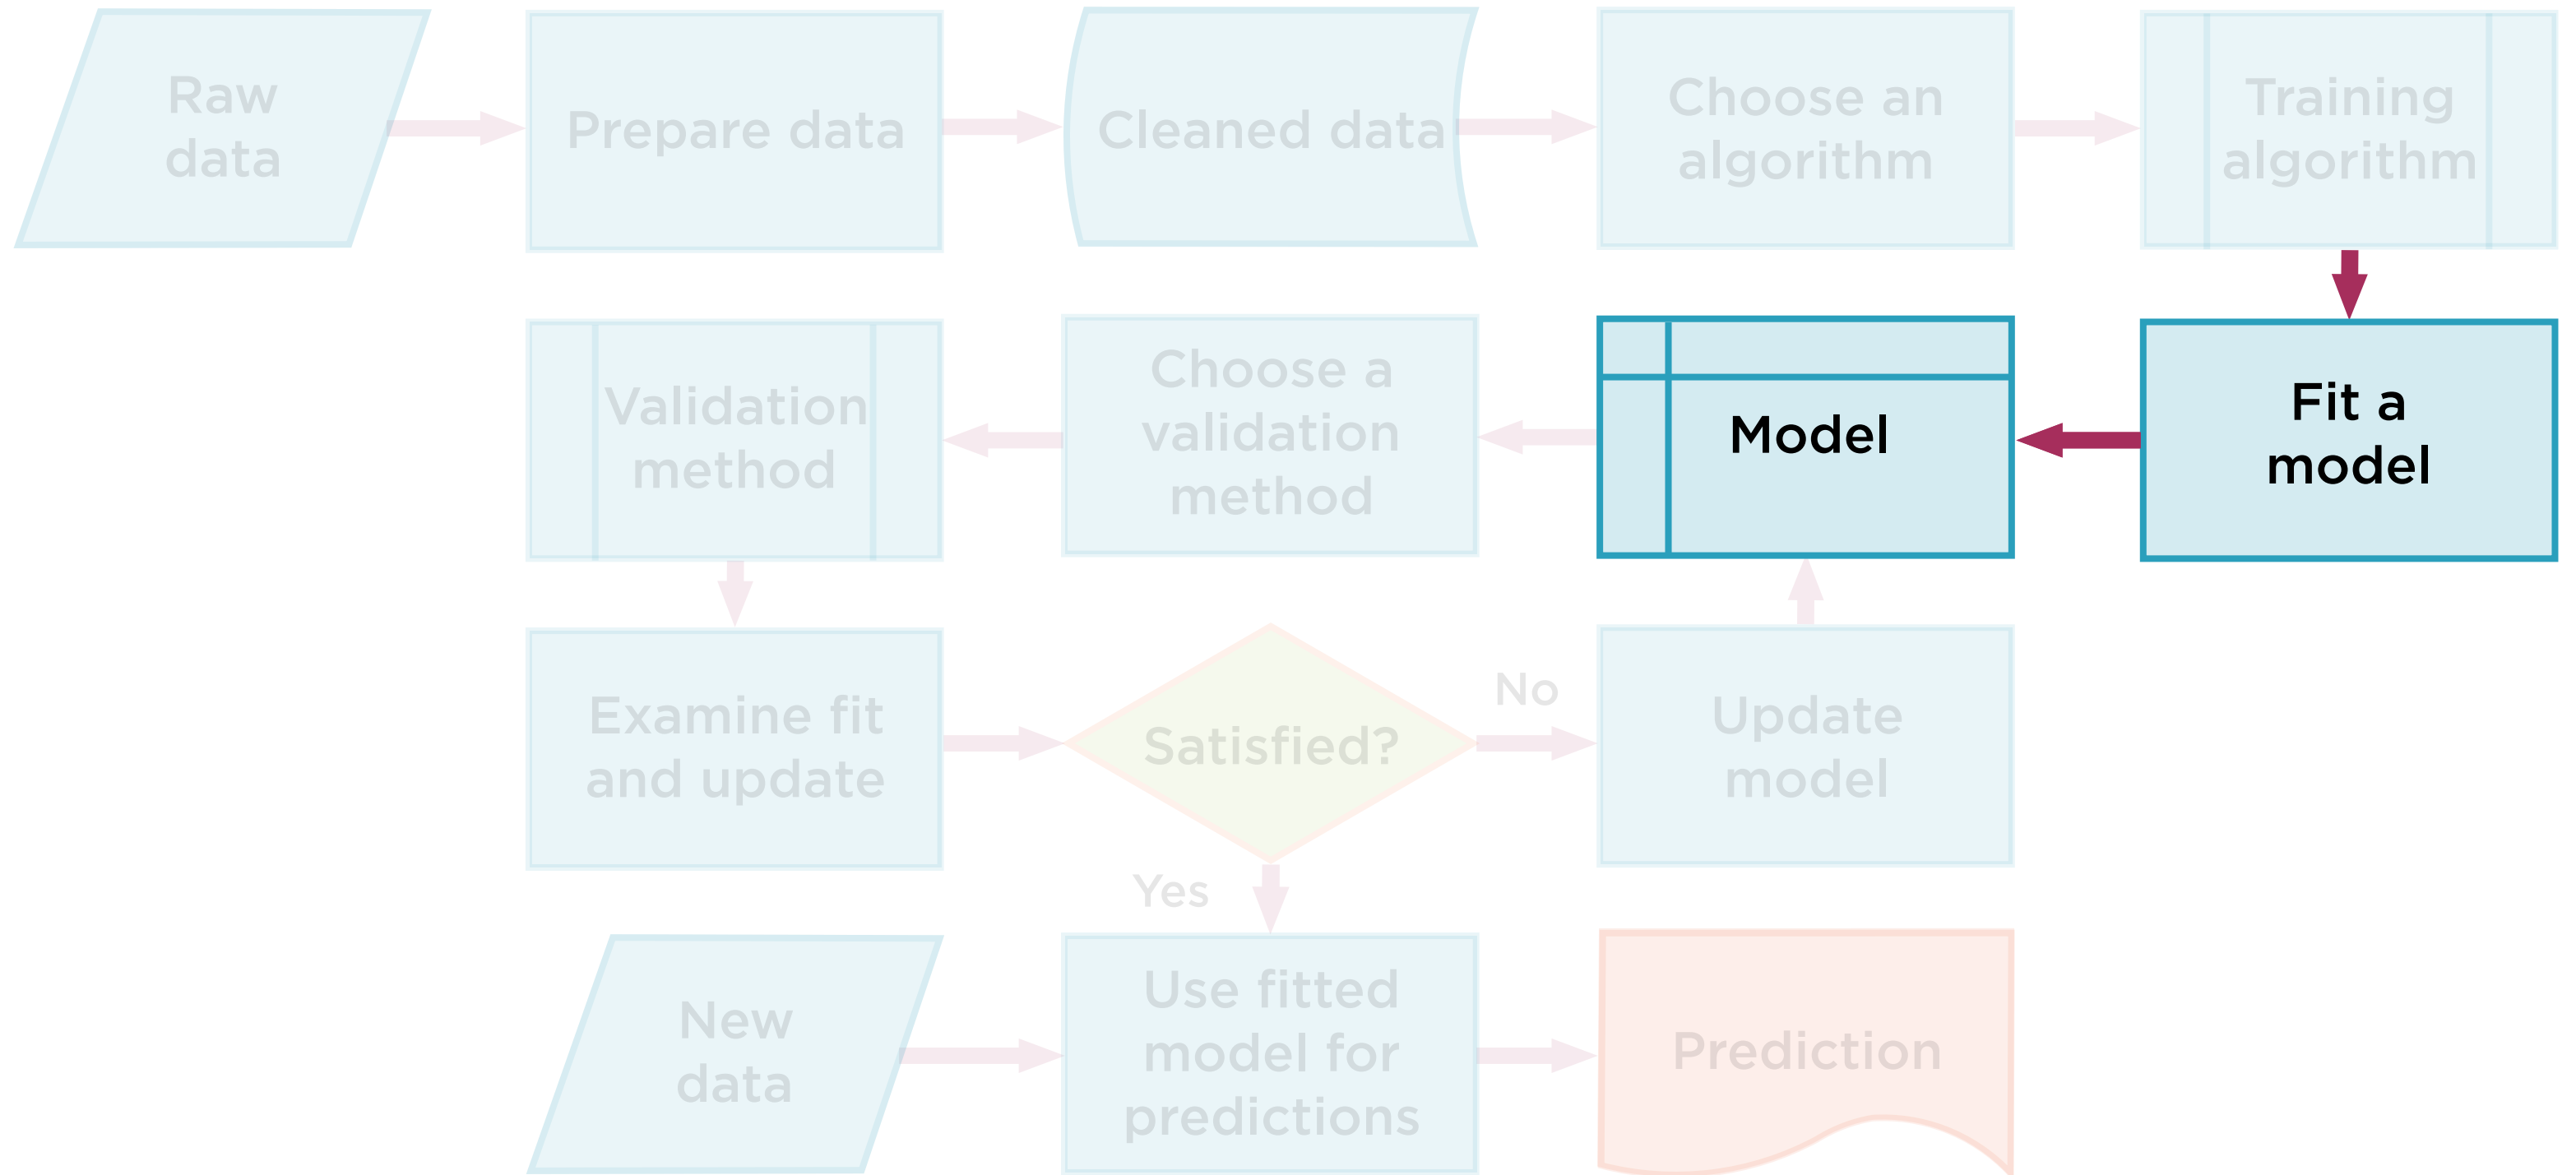 Raw
data
Prepare data
Cleaned data
Choose an
algorithm
Training
algorithm
Validation
method
Choose a
validation
method
Model
Fit a
model
Examine fit
and update
Satisfied?
No
Update
model
Yes
New
data
Use fitted
model for
predictions
Prediction